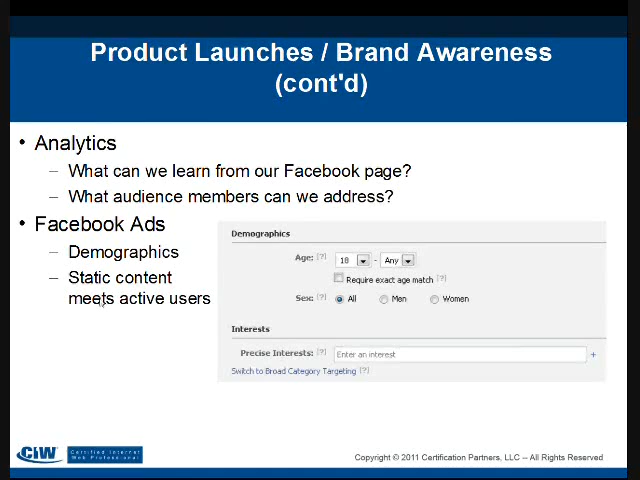 Product Launches / Brand Awareness
(cont'd)
• Analytics
– What can we learn from our Facebook page?
– What audience members can we address?
• Facebook Ads
– Demographics
– Static content
meets active users
Demographics
Age: [?] 18 - Any
Require exact age match [?]
Sex: [?] All Men Women
Interests
Precise Interests: [?] Enter an interest +
Switch to Broad Category Targeting [?]
CIW Certified Internet
Web Professional
Copyright © 2011 Certification Partners, LLC -- All Rights Reserved